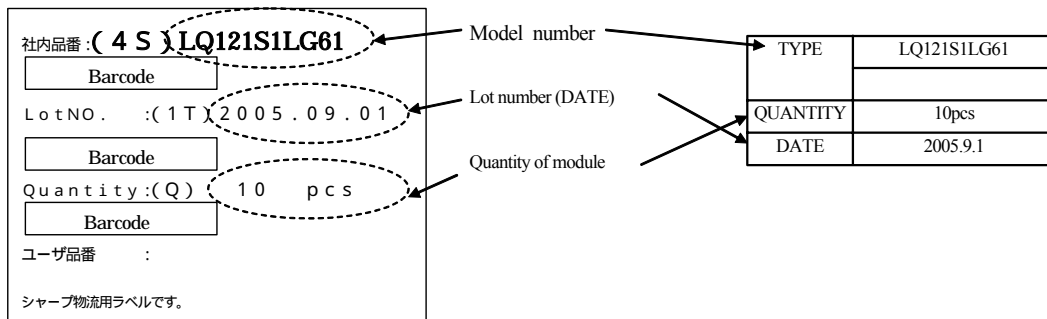 社内品番:(４Ｓ)LQ121S1LG61
Barcode
ＬｏｔNO. :(１T)２００５.０９.０１
Barcode
Ｑｕａｎｔｉｔｙ:(Ｑ) １０ ｐｃｓ
Barcode
ユーザ品番 :
シャープ物流用ラベルです。
Model number
Lot number (DATE)
Quantity of module
TYPE LQ121S1LG61
QUANTITY 10pcs
DATE 2005.9.1